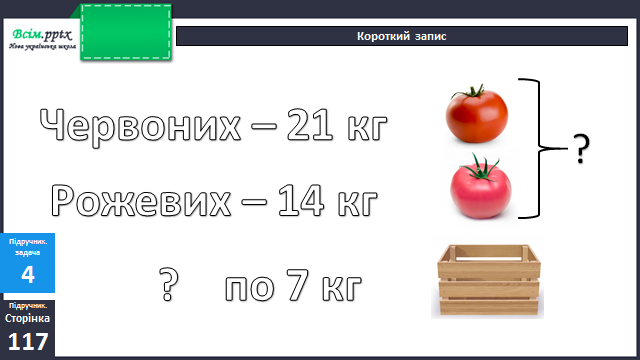 Всім.pptx
Нова українська школа
Короткий запис
Червоних – 21 кг
?
Рожевих – 14 кг
Підручник.
задача
4
? по 7 кг
Підручник.
Сторінка
117